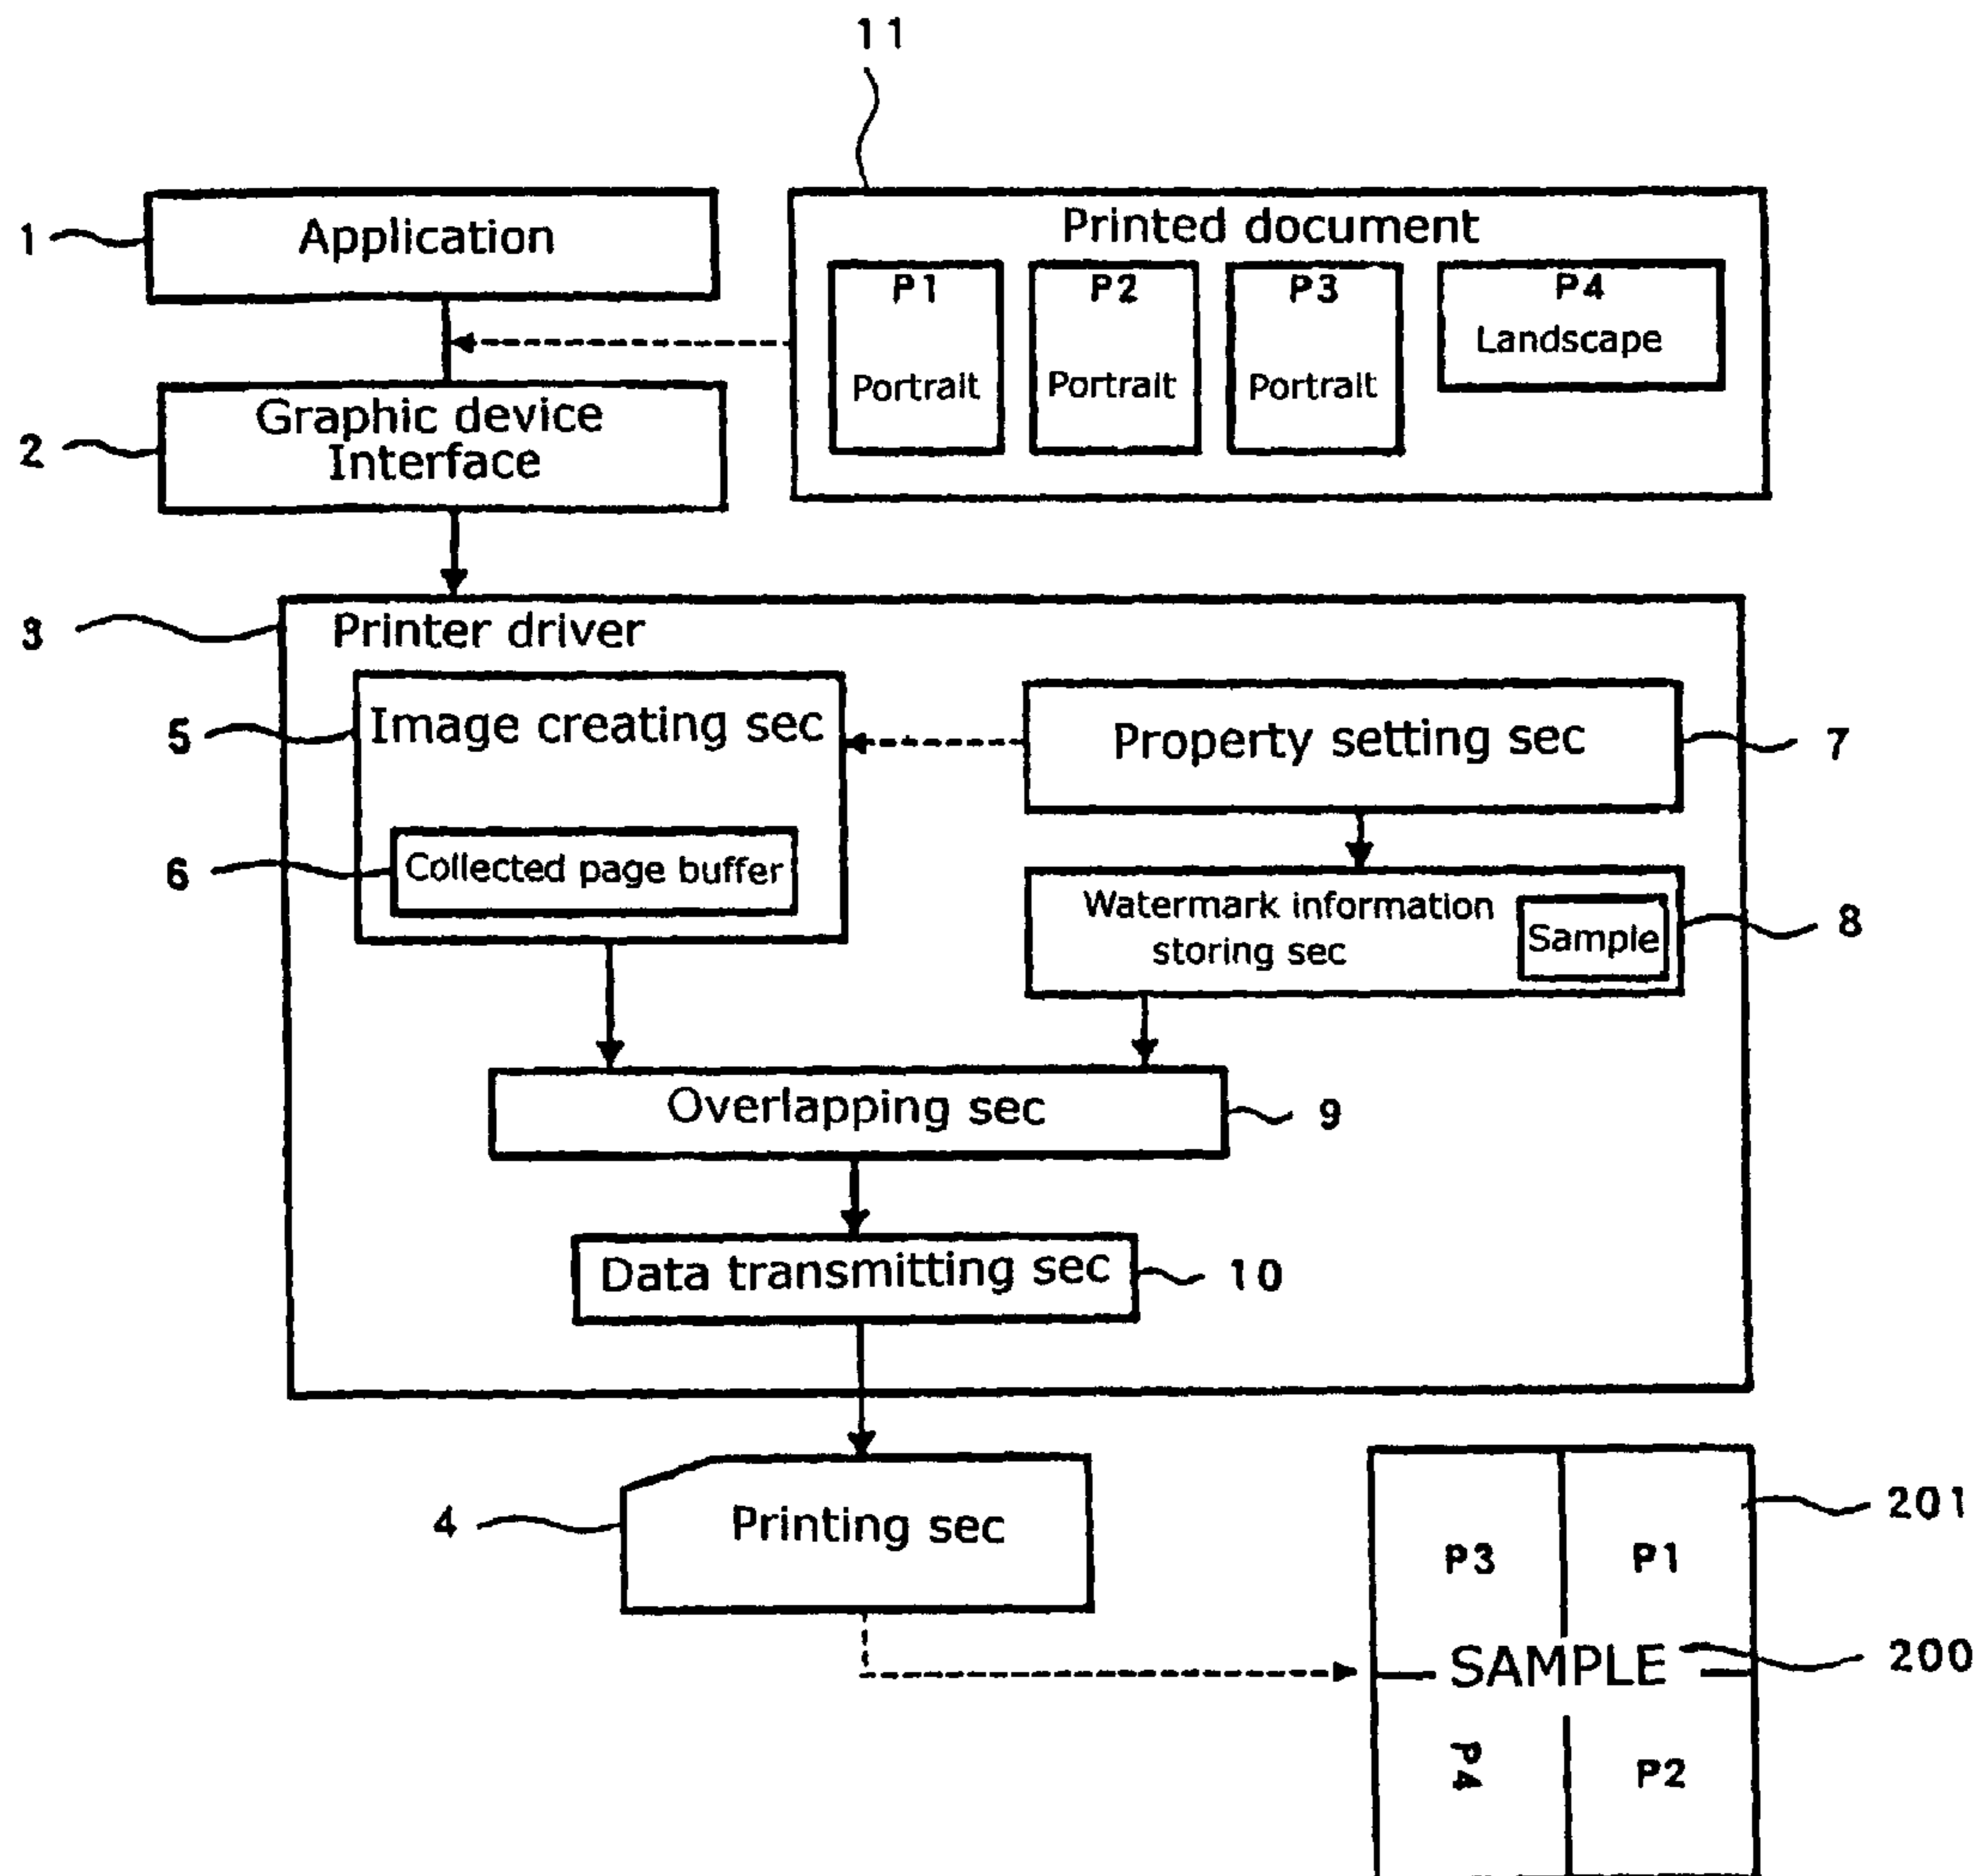 11
1
Application
Printed document
P1
Portrait
P2
Portrait
P3
Portrait
P4
Landscape
2
Graphic device
Interface
3
Printer driver
5
Image creating sec
Property setting sec
7
6
Collected page buffer
Watermark information
storing sec
Sample
8
Overlapping sec
9
Data transmitting sec
10
4
Printing sec
201
P3
P1
SAMPLE
200
P4
P2